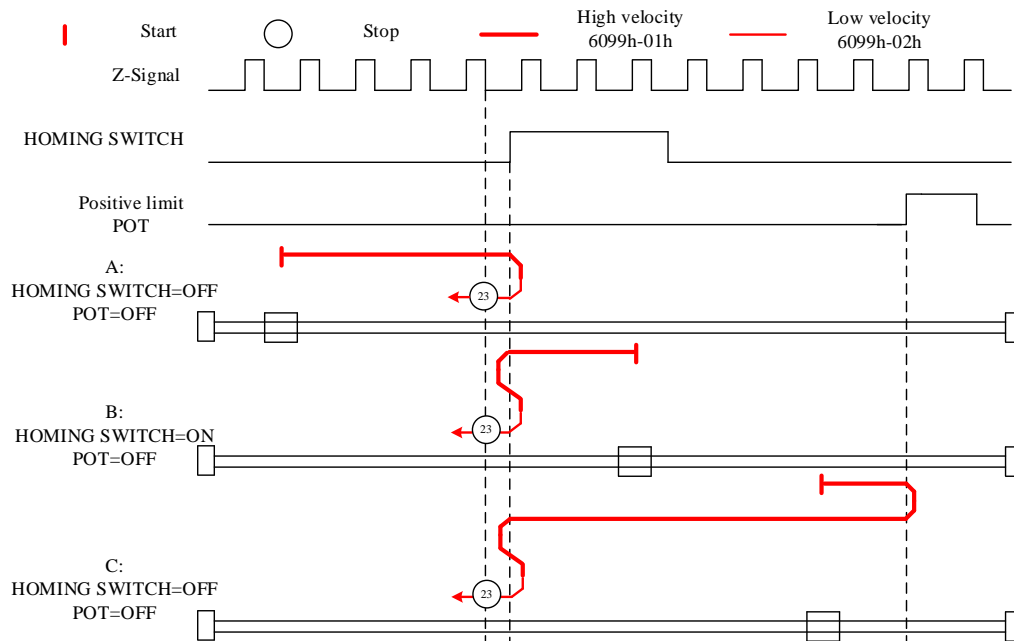 Start
Stop
High velocity
6099h-01h
Low velocity
6099h-02h
Z-Signal
HOMING SWITCH
Positive limit
POT
A:
HOMING SWITCH=OFF
POT=OFF
23
B:
HOMING SWITCH=ON
POT=OFF
23
C:
HOMING SWITCH=OFF
POT=OFF
23